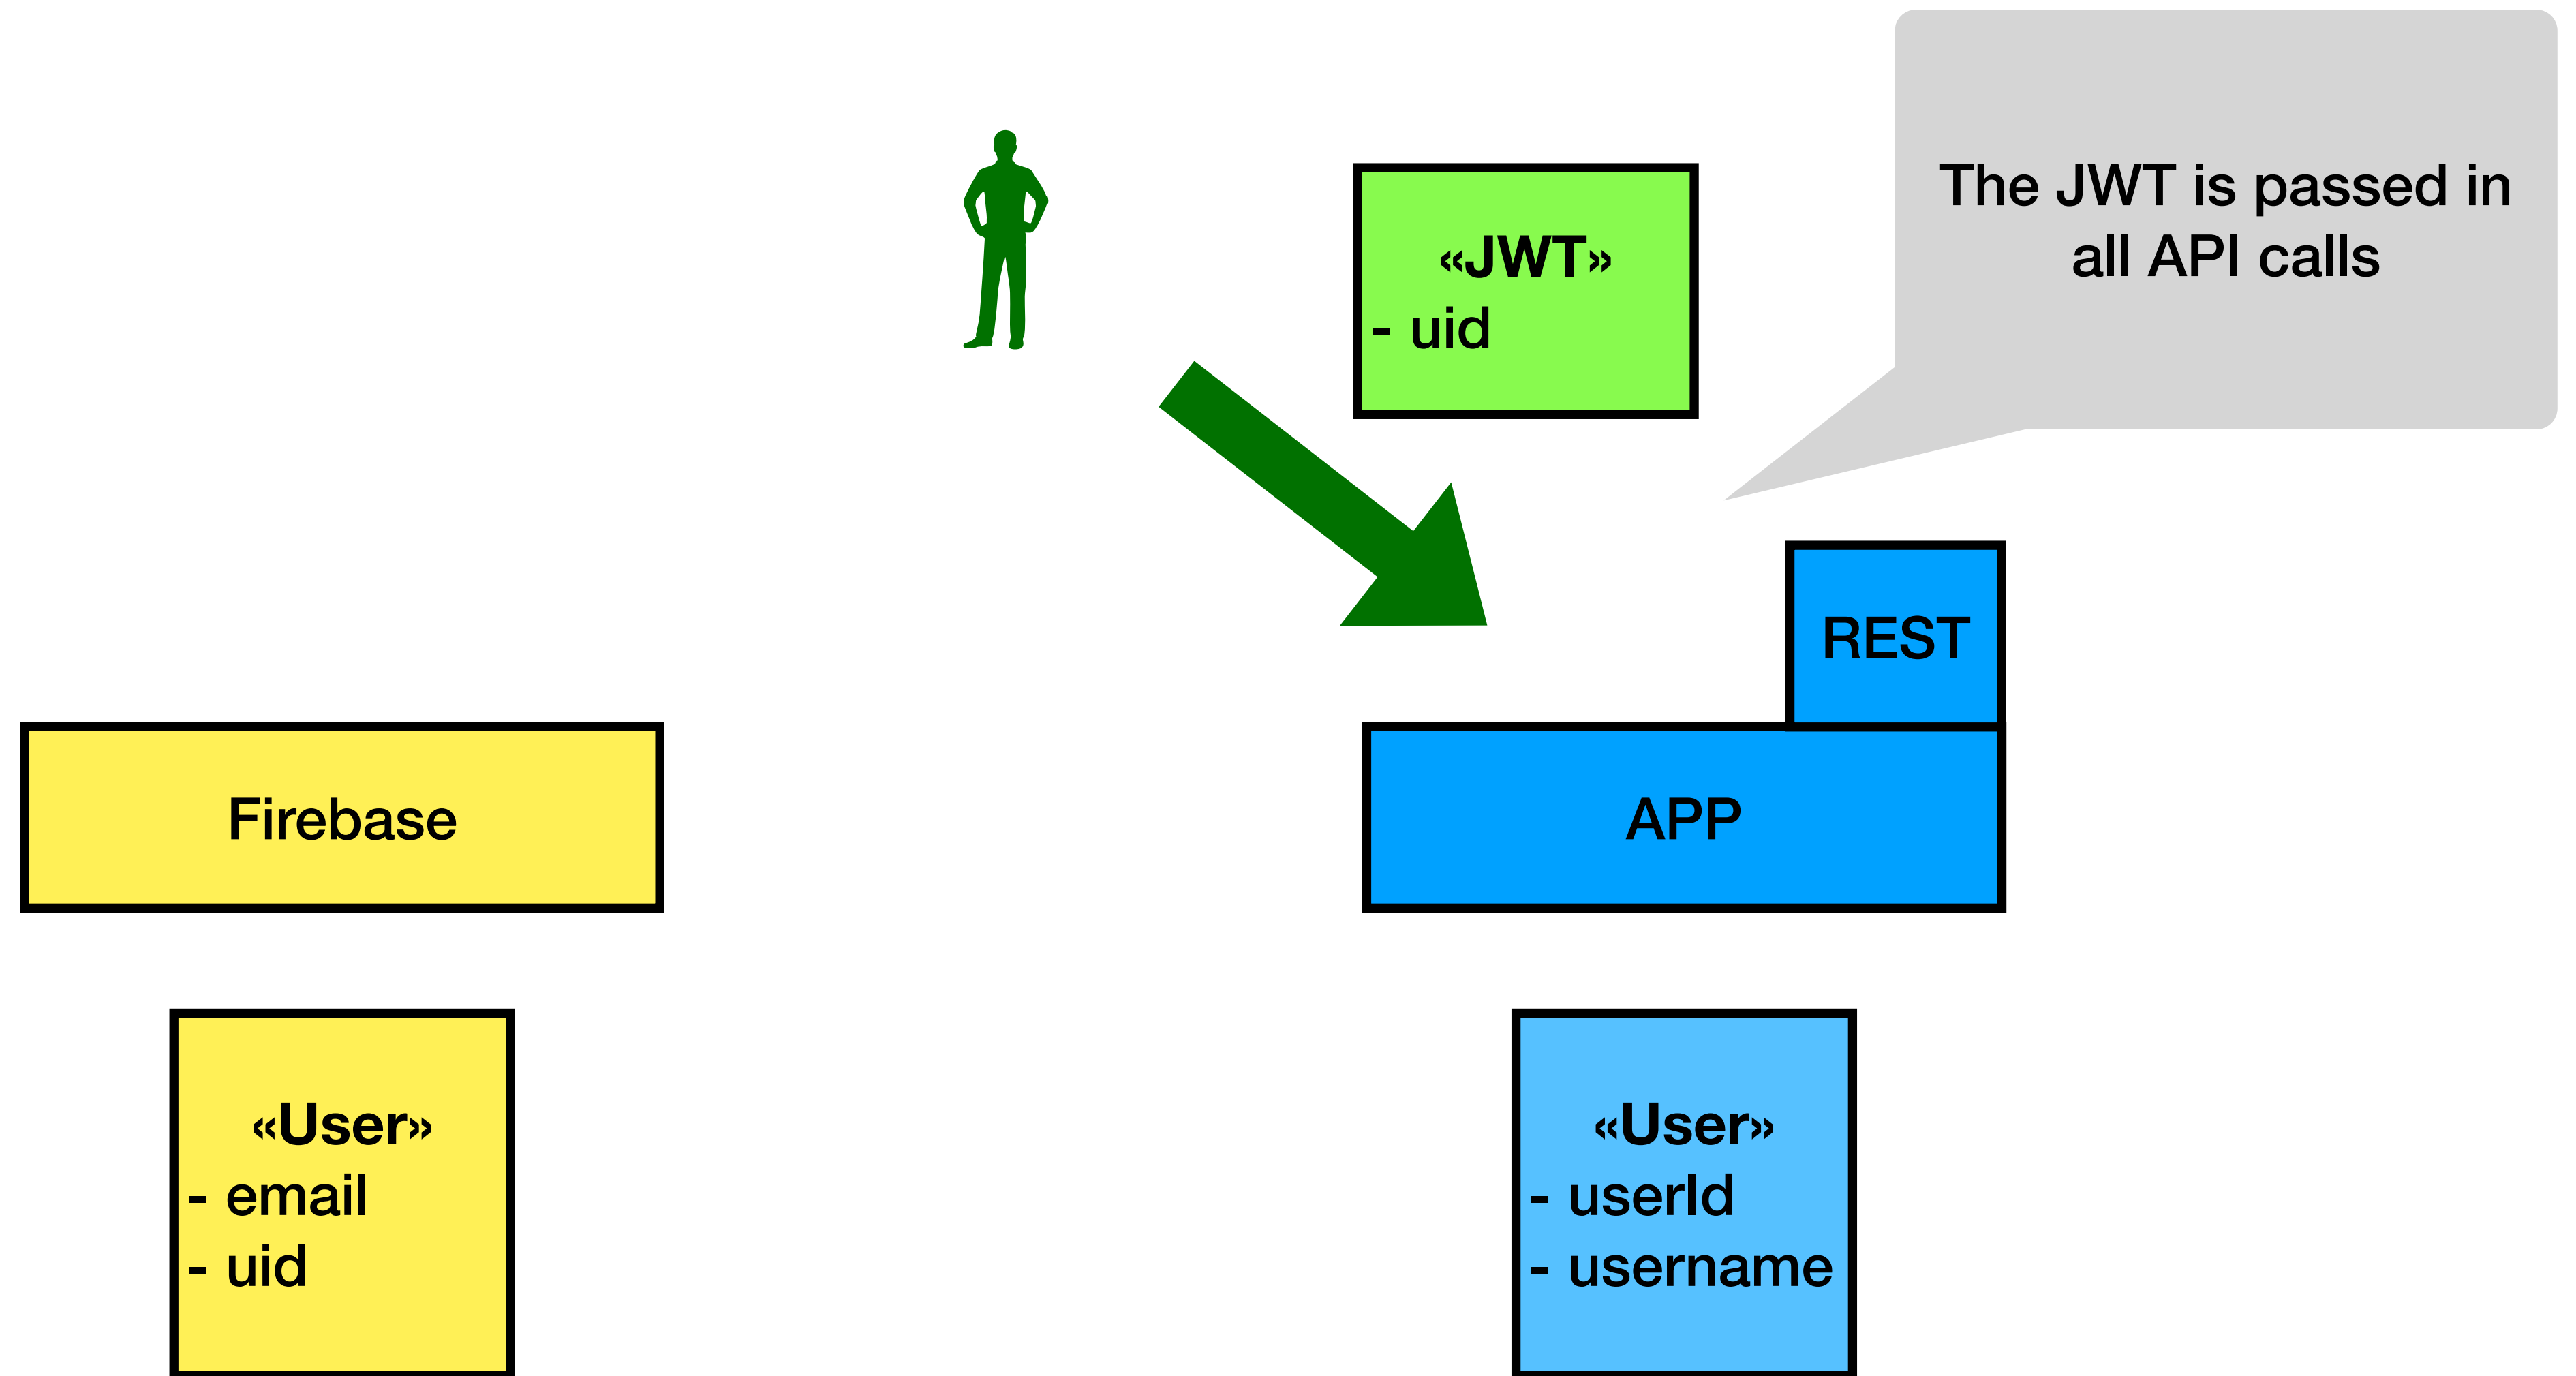 The JWT is passed in
all API calls
«JWT»
- uid
REST
Firebase
APP
«User»
- email
- uid
«User»
- userId
- username